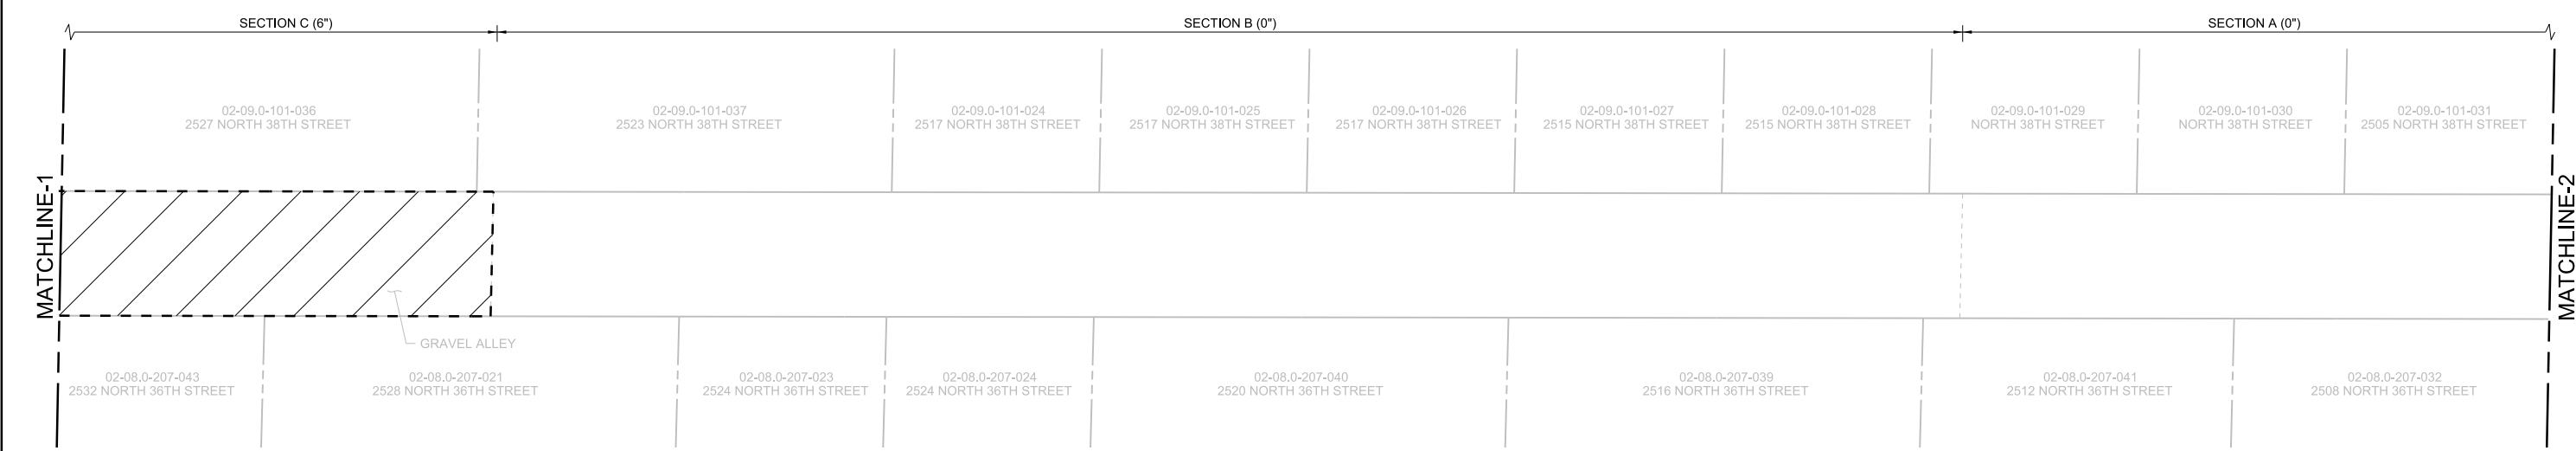 SECTION C (6")
SECTION B (0")
SECTION A (0")
02-09.0-101-036
2527 NORTH 38TH STREET
02-09.0-101-037
2523 NORTH 38TH STREET
02-09.0-101-024
2517 NORTH 38TH STREET
02-09.0-101-025
2517 NORTH 38TH STREET
02-09.0-101-026
2517 NORTH 38TH STREET
02-09.0-101-027
2515 NORTH 38TH STREET
02-09.0-101-028
2515 NORTH 38TH STREET
02-09.0-101-029
NORTH 38TH STREET
02-09.0-101-030
NORTH 38TH STREET
02-09.0-101-031
2505 NORTH 38TH STREET
MATCHLINE-1
MATCHLINE-2
GRAVEL ALLEY
02-08.0-207-043
2532 NORTH 36TH STREET
02-08.0-207-021
2528 NORTH 36TH STREET
02-08.0-207-023
2524 NORTH 36TH STREET
02-08.0-207-024
2524 NORTH 36TH STREET
02-08.0-207-040
2520 NORTH 36TH STREET
02-08.0-207-039
2516 NORTH 36TH STREET
02-08.0-207-041
2512 NORTH 36TH STREET
02-08.0-207-032
2508 NORTH 36TH STREET